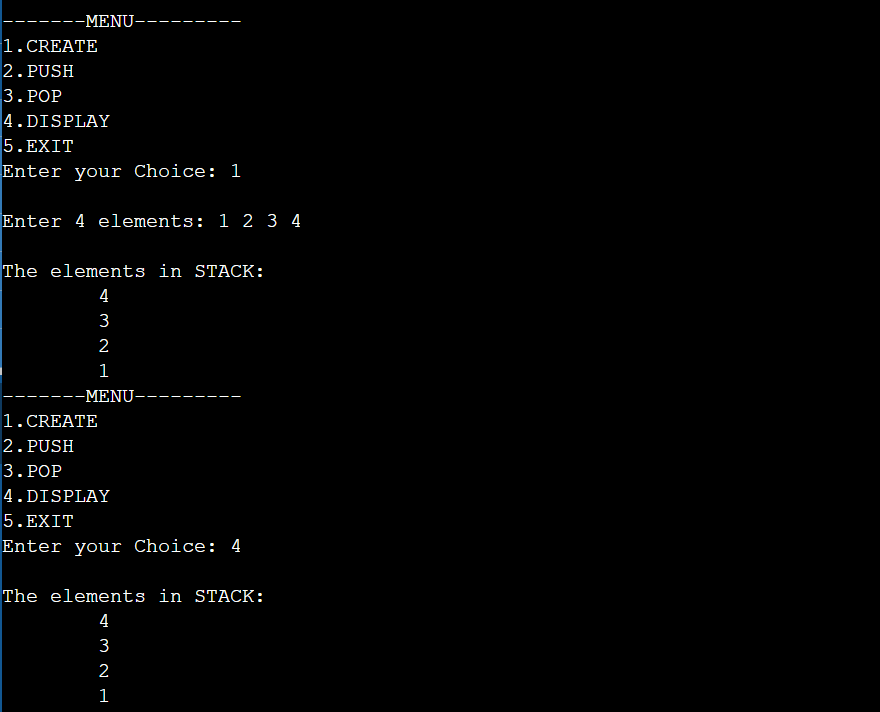 -------MENU---------
1.CREATE
2.PUSH
3.POP
4.DISPLAY
5.EXIT
Enter your Choice: 1
Enter 4 elements: 1 2 3 4
The elements in STACK:
4
3
2
1
-------MENU---------
1.CREATE
2.PUSH
3.POP
4.DISPLAY
5.EXIT
Enter your Choice: 4
The elements in STACK:
4
3
2
1